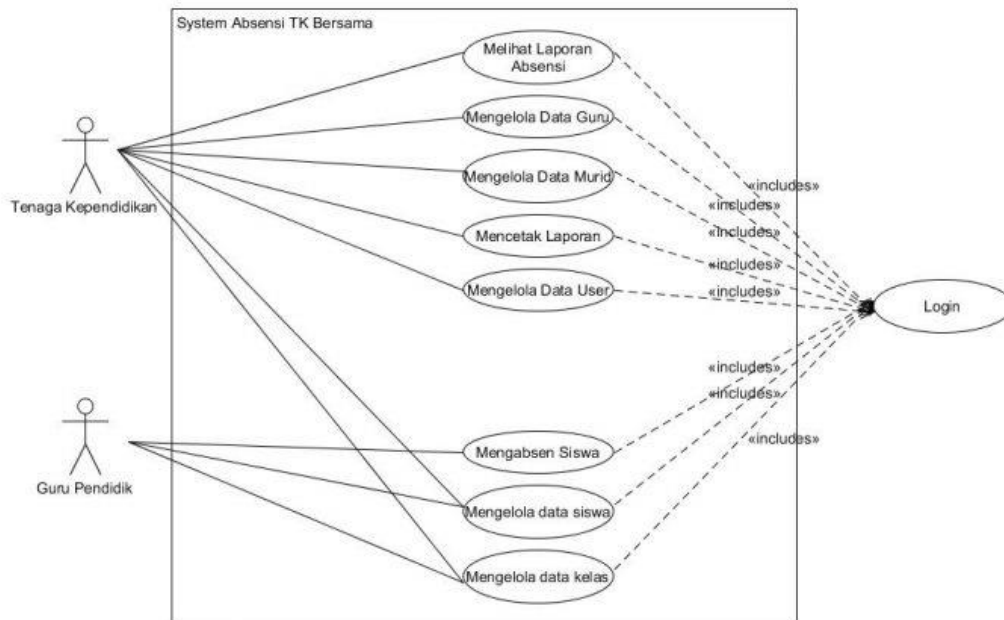 System Absensi TK Bersama
Melihat Laporan
Absensi
Mengelola Data Guru
Mengelola Data Murid
Mencetak Laporan
Mengelola Data User
Tenaga Kependidikan
«includes»
«includes»
«includes»
«includes»
«includes»
Login
«includes»
«includes»
«includes»
Guru Pendidik
Mengabsen Siswa
Mengelola data siswa
Mengelola data kelas